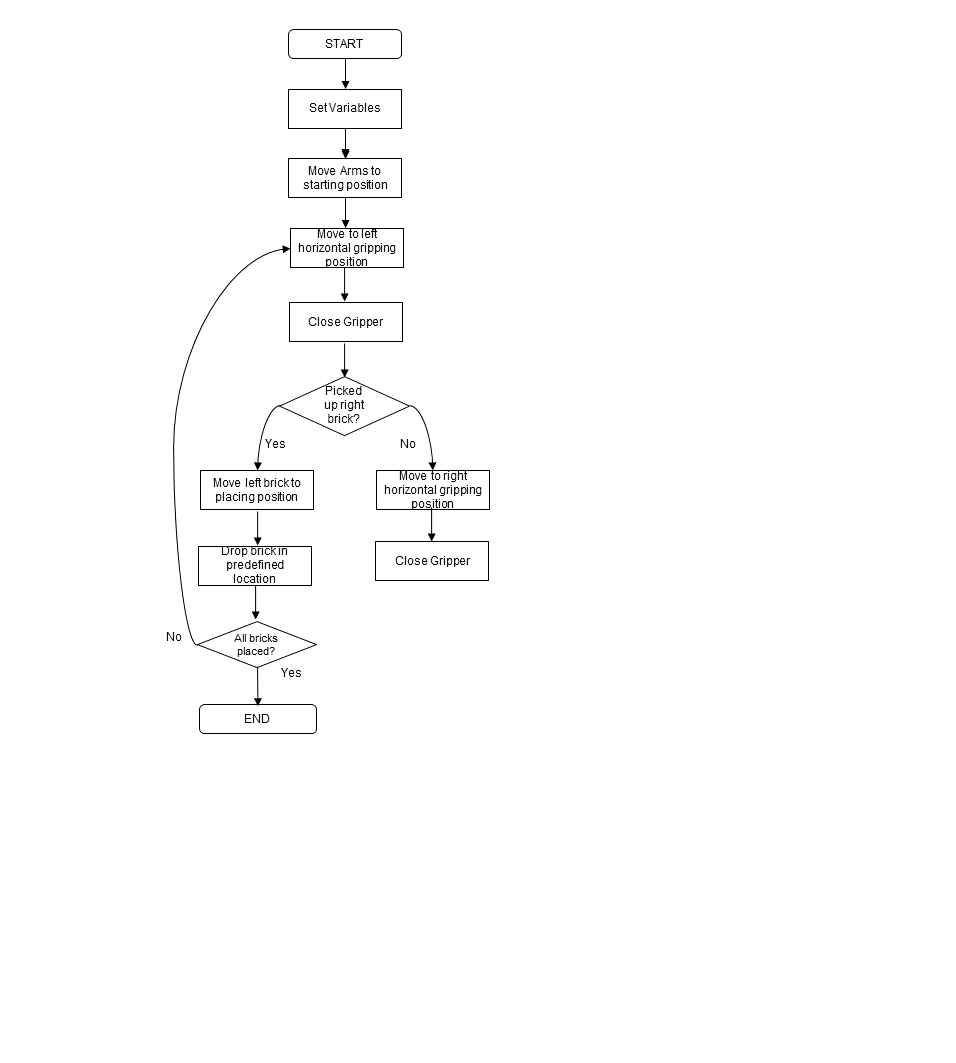 START
Set Variables
Move Arms to
starting position
Move to left
horizontal gripping
position
Close Gripper
Picked
up right
brick?
Yes
No
Move left brick to
placing position
Move to right
horizontal gripping
position
Drop brick in
predefined
location
Close Gripper
No
All bricks
placed?
Yes
END